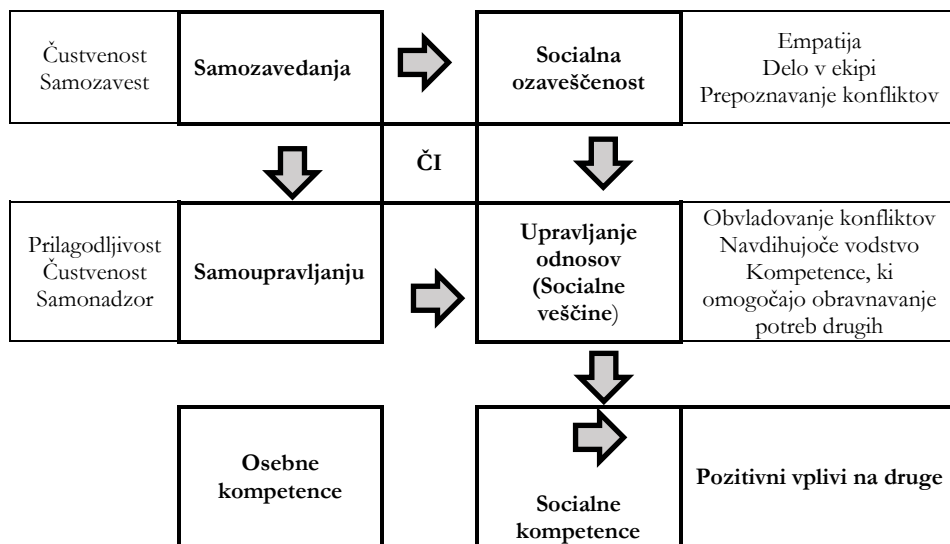 Čustvenost
Samozavest
Samozavedanja
Socialna
ozaveščenost
Empatija
Delo v ekipi
Prepoznavanje konfliktov
ČI
Prilagodljivost
Čustvenost
Samonadzor
Samoupravljanju
Upravljanje
odnosov
(Socialne
veščine)
Obvladovanje konfliktov
Navdihujoče vodstvo
Kompetence, ki
omogočajo obravnavanje
potreb drugih
Osebne
kompetence
Socialne
kompetence
Pozitivni vplivi na druge